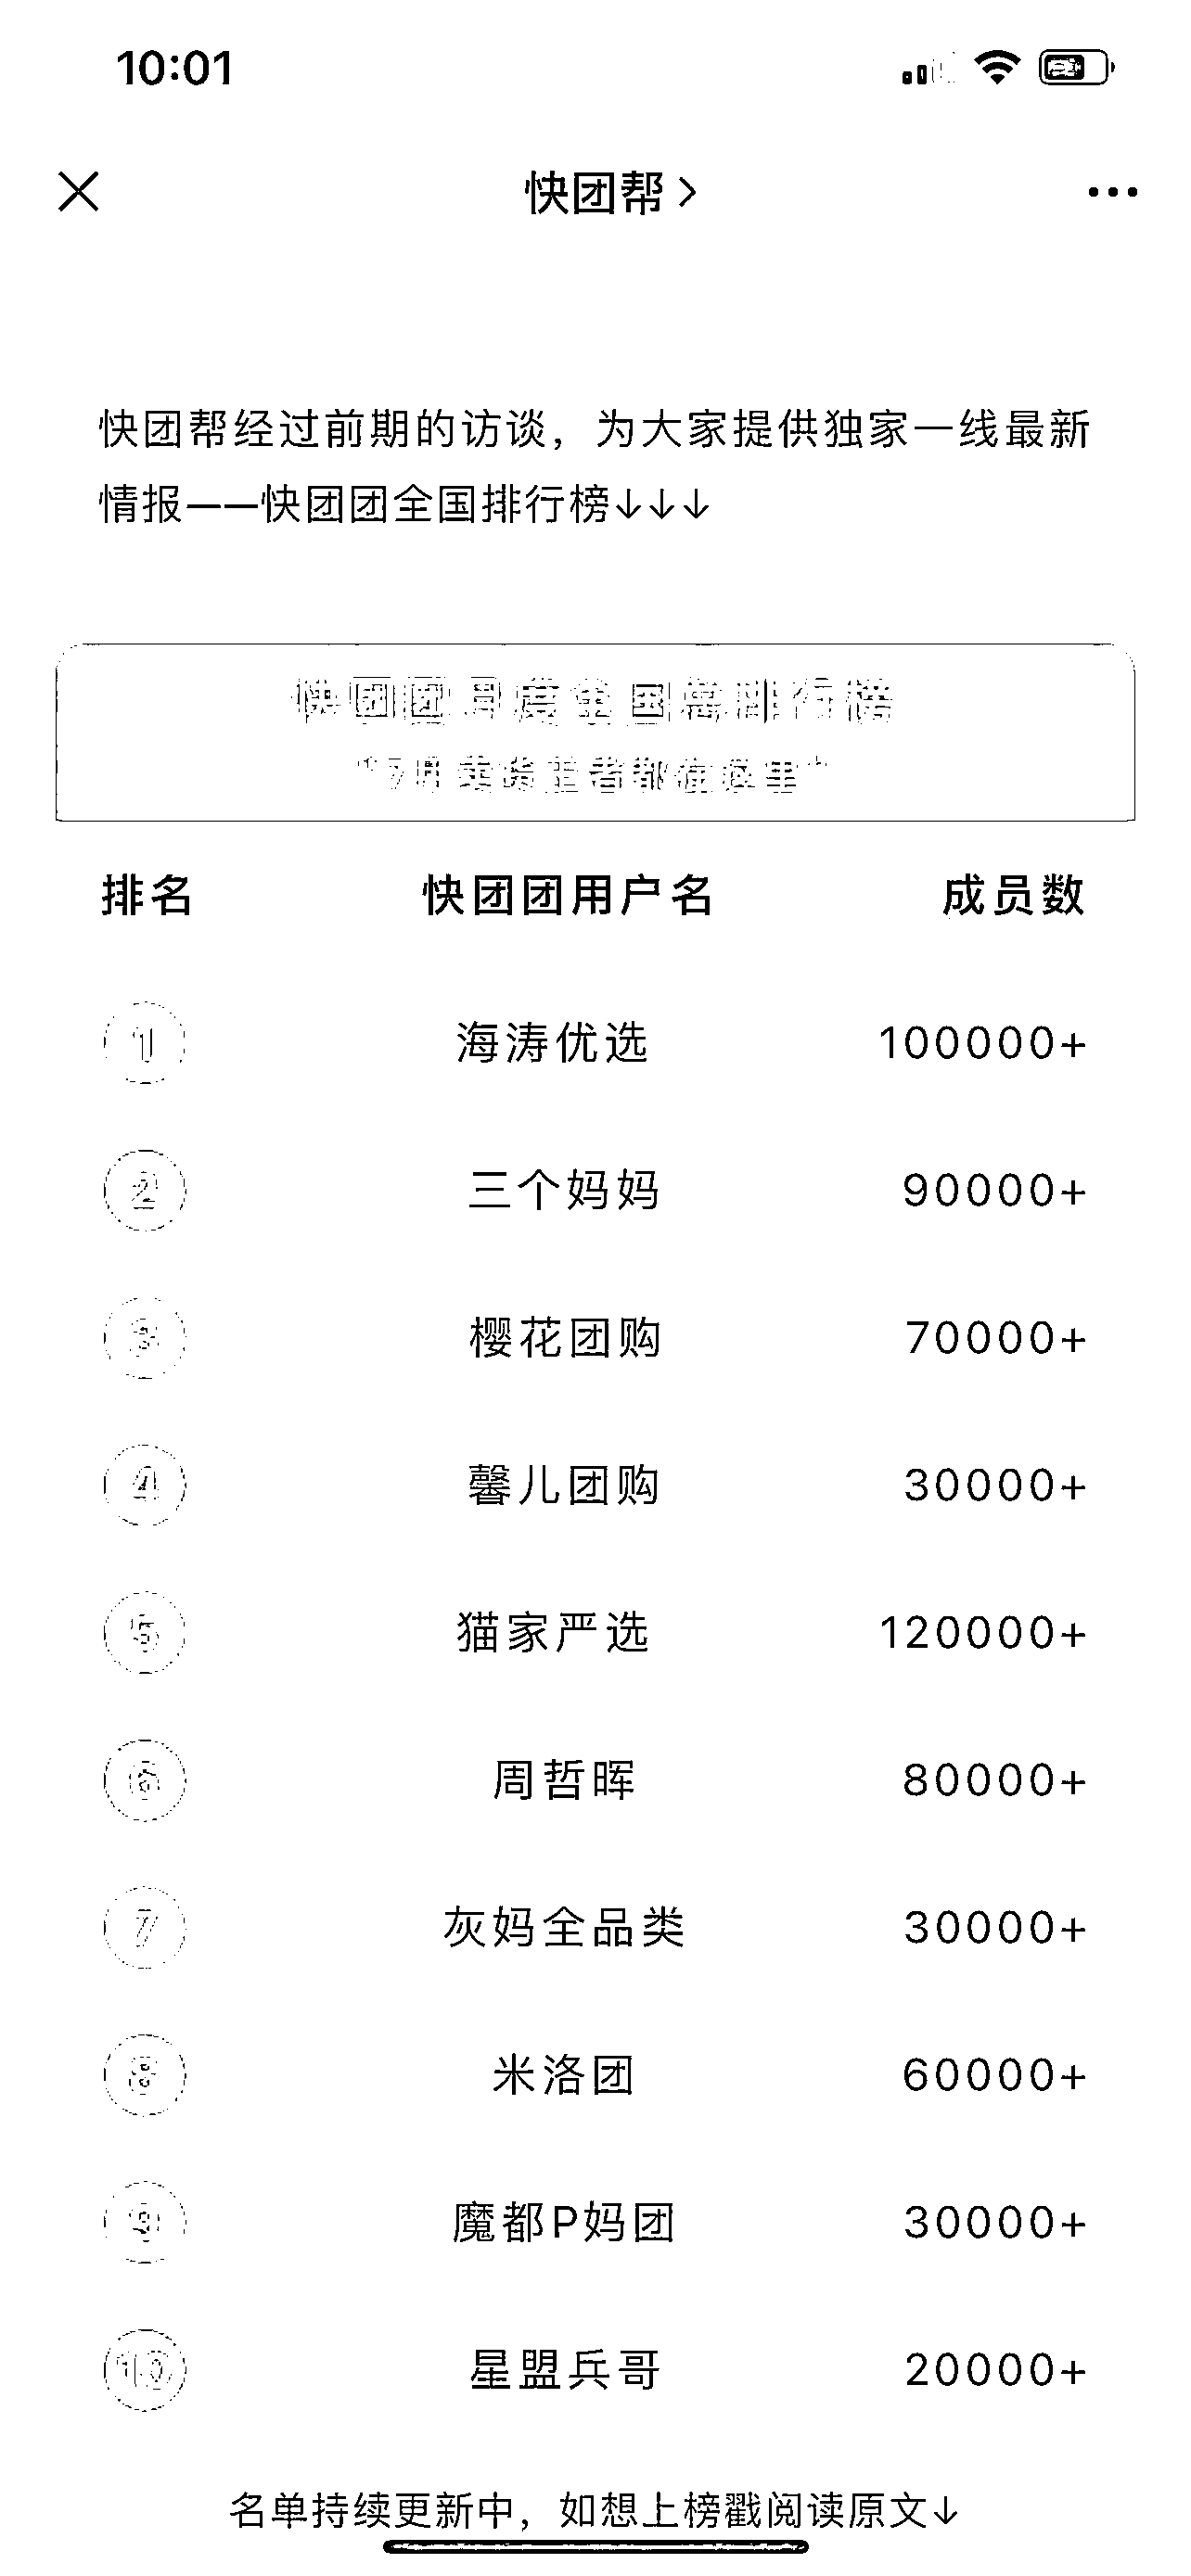 10:01
快团帮
快团帮经过前期的访谈，为大家提供独家一线最新
情报——快团团全国排行榜↓↓↓
快团团月度全国总排行榜
卖货王者都在这里"
排名 快团团用户名 成员数
1 海涛优选 100000+
2 三个妈妈 90000+
3 樱花团购 70000+
4 馨儿团购 30000+
5 猫家严选 120000+
6 周哲晖 80000+
7 灰妈全品类 30000+
8 米洛团 60000+
9 魔都P妈团 30000+
10 星盟兵哥 20000+
名单持续更新中，如想上榜戳阅读原文↓